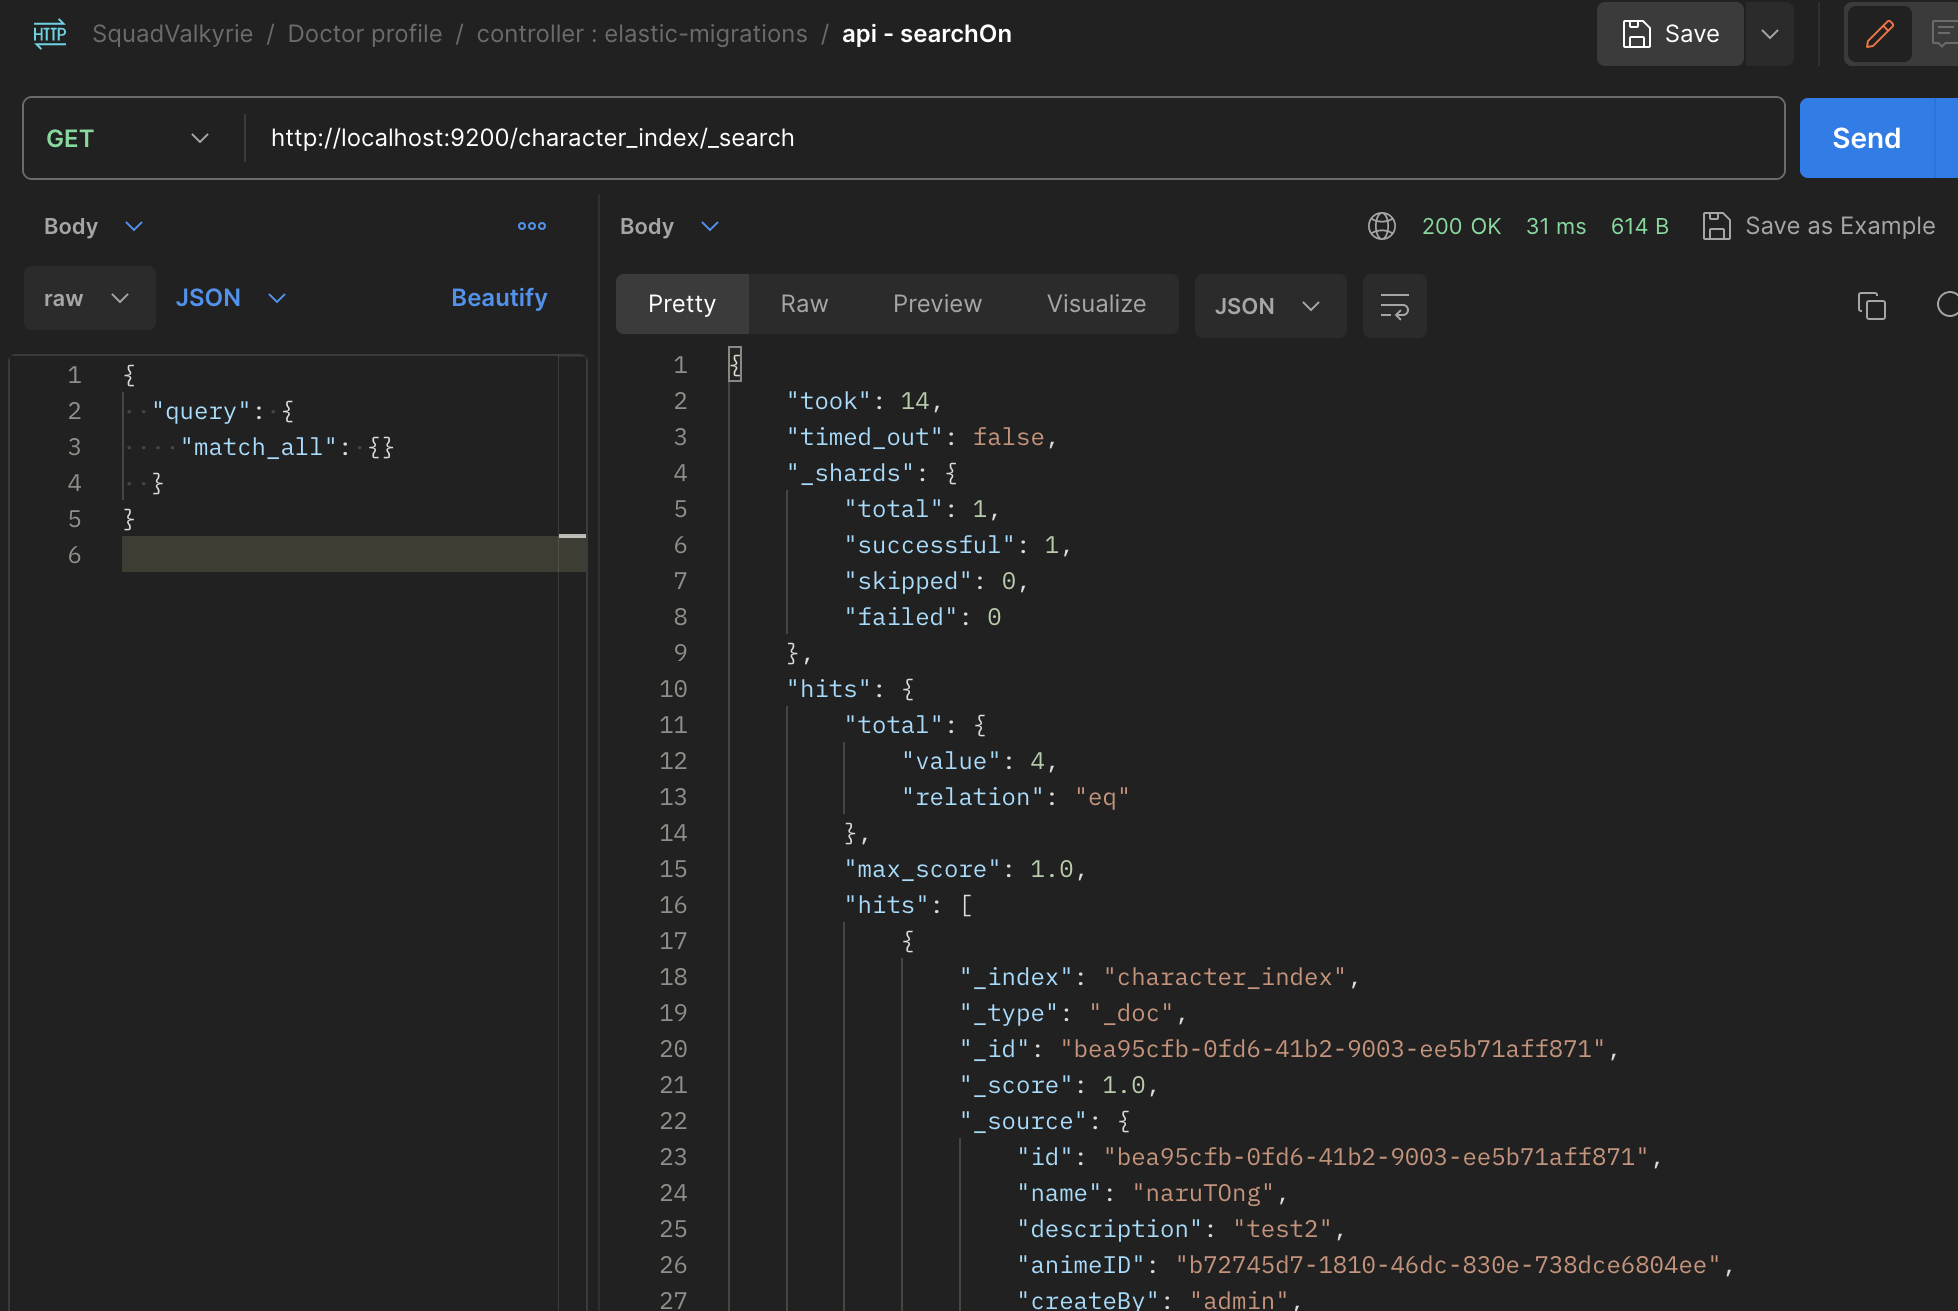 HTTP SquadValkyrie / Doctor profile / controller : elastic-migrations / api - searchOn Save
GET http://localhost:9200/character_index/_search Send
Body Body 200 OK 31 ms 614 B Save as Example
raw JSON Beautify Pretty Raw Preview Visualize JSON
1 {
2 "query": {
3 "match_all": {}
4 }
5 }
6
1 {
2 "took": 14,
3 "timed_out": false,
4 "_shards": {
5 "total": 1,
6 "successful": 1,
7 "skipped": 0,
8 "failed": 0
9 },
10 "hits": {
11 "total": {
12 "value": 4,
13 "relation": "eq"
14 },
15 "max_score": 1.0,
16 "hits": [
17 {
18 "_index": "character_index",
19 "_type": "_doc",
20 "_id": "bea95cfb-0fd6-41b2-9003-ee5b71aff871",
21 "_score": 1.0,
22 "_source": {
23 "id": "bea95cfb-0fd6-41b2-9003-ee5b71aff871",
24 "name": "naruTOng",
25 "description": "test2",
26 "animeID": "b72745d7-1810-46dc-830e-738dce6804ee",
27 "createBy": "admin",